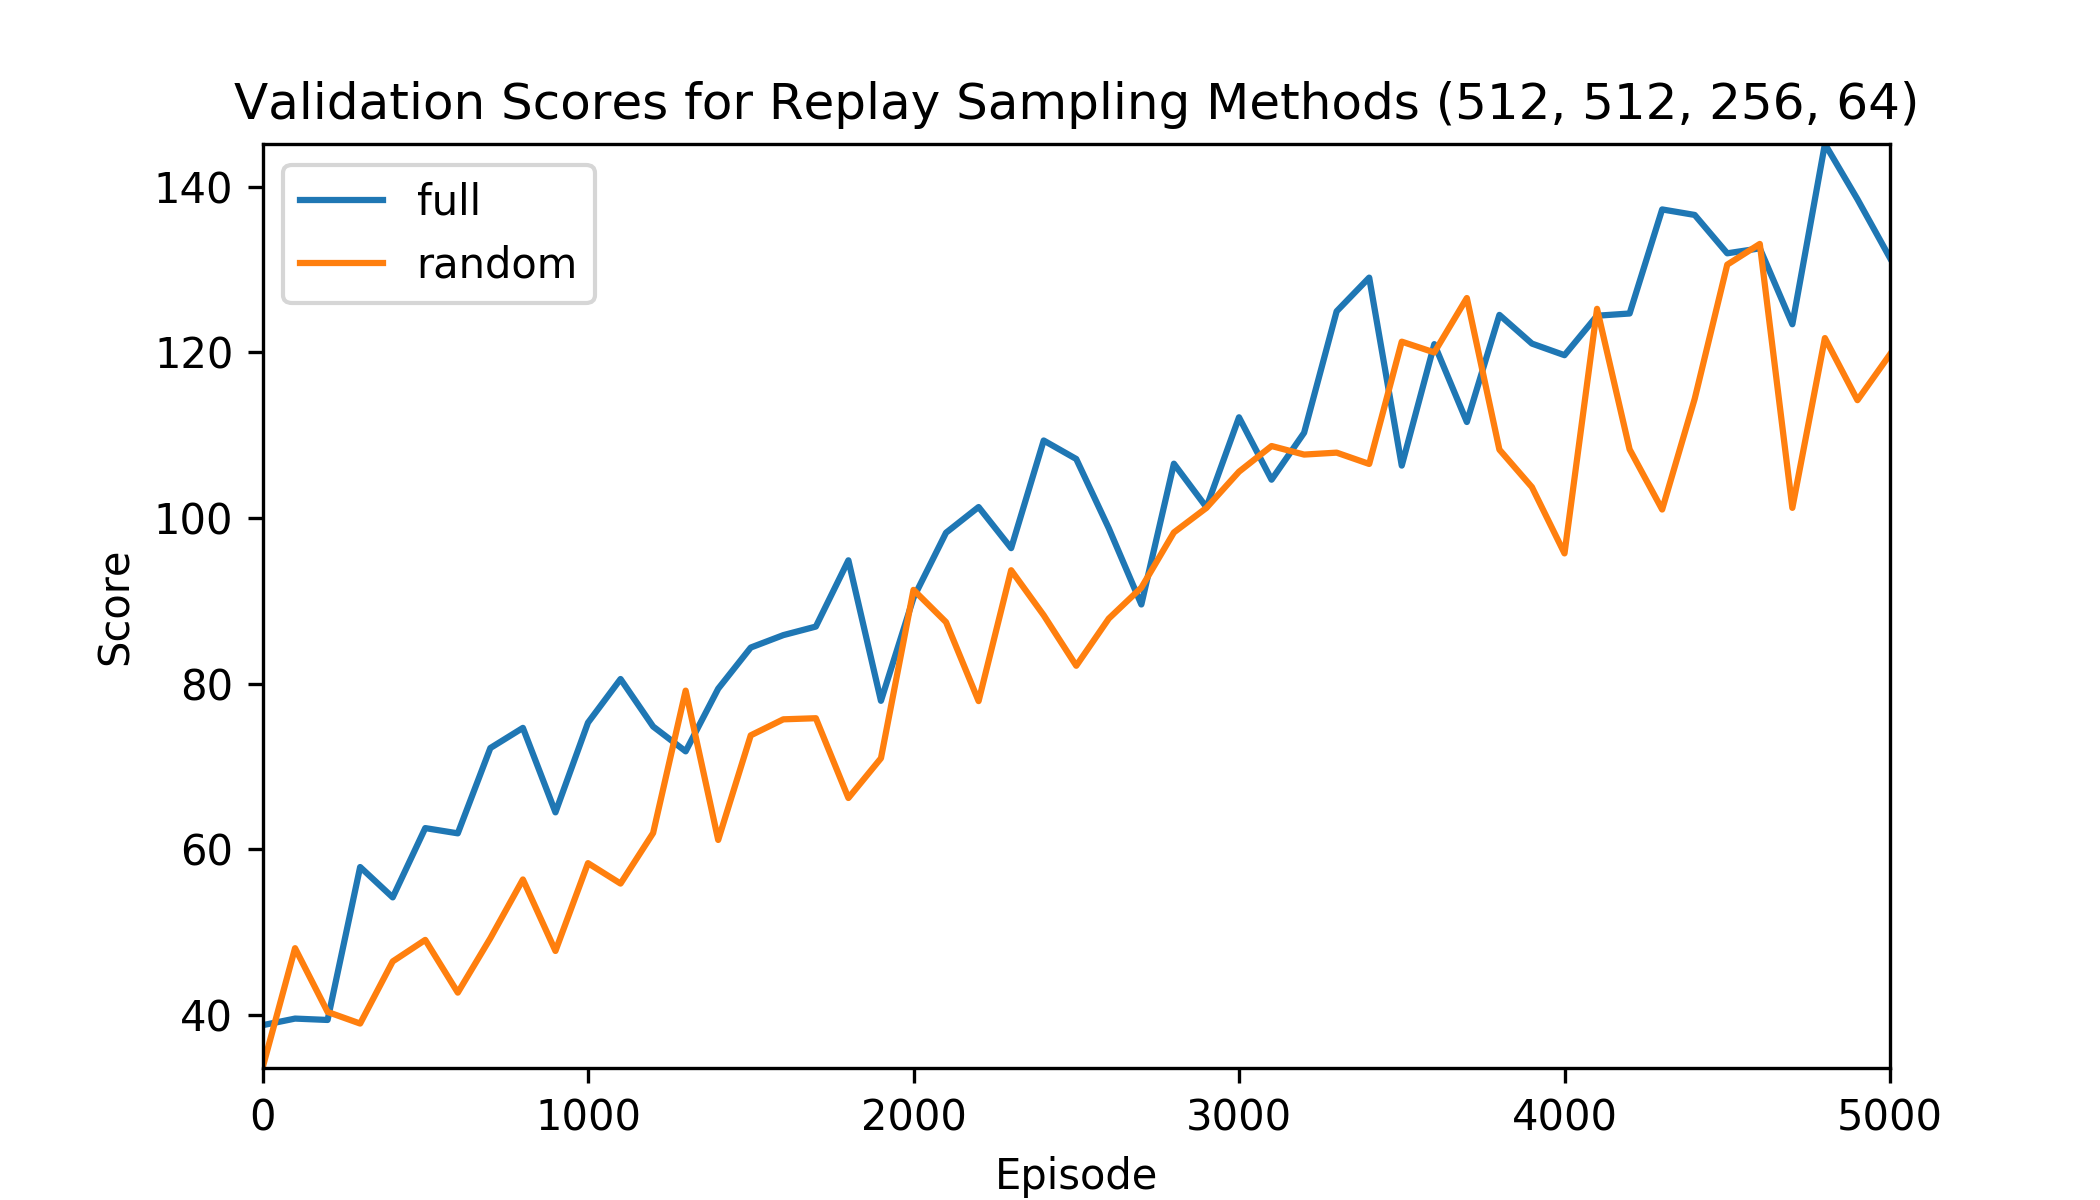 Validation Scores for Replay Sampling Methods (512, 512, 256, 64)
full
random
140
120
100
80
60
40
Score
0 1000 2000 3000 4000 5000
Episode